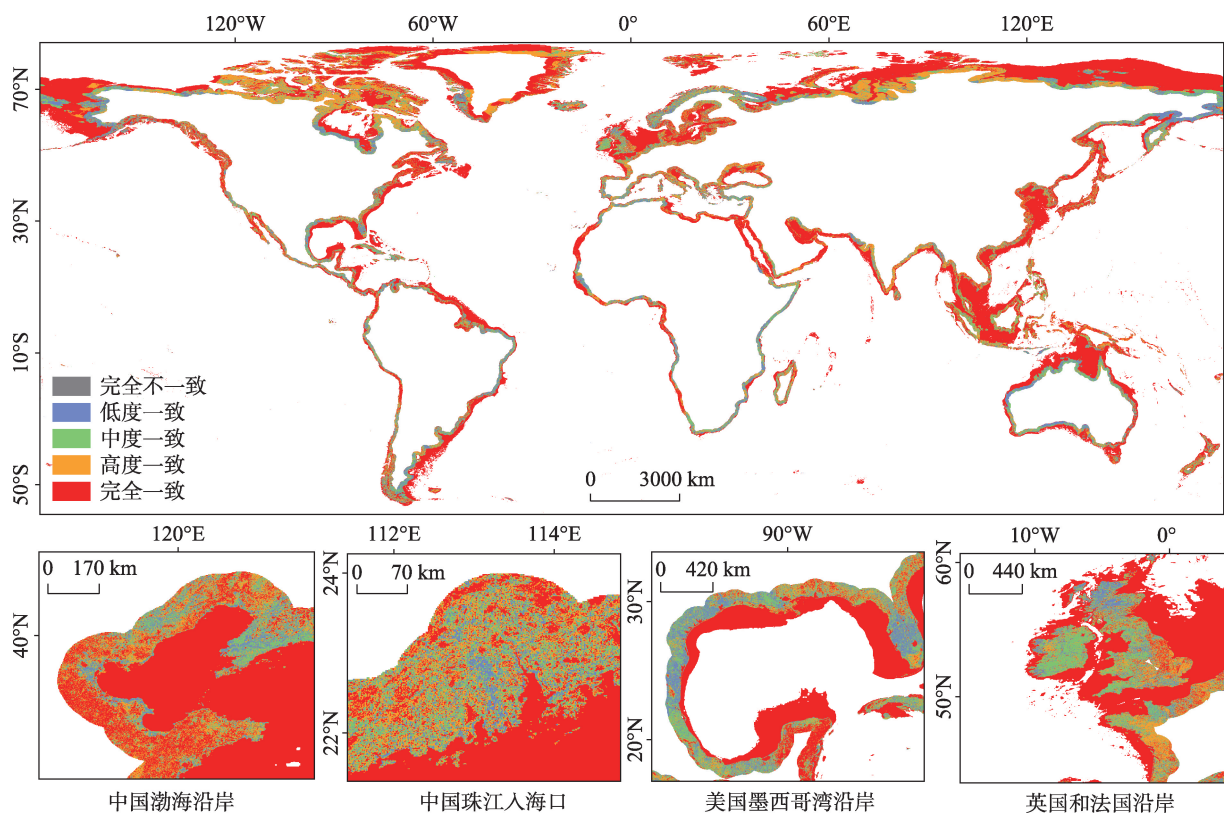 120°W 60°W 0° 60°E 120°E
70°N
30°N
10°S
50°S
完全不一致
低度一致
中度一致
高度一致
完全一致
0 3000 km
120°E
0 170 km
40°N
中国渤海沿岸
112°E 114°E
24°N
0 70 km
22°N
中国珠江入海口
90°W
0 420 km
30°N
20°N
美国墨西哥湾沿岸
10°W 0°
60°N
0 440 km
50°N
英国和法国沿岸